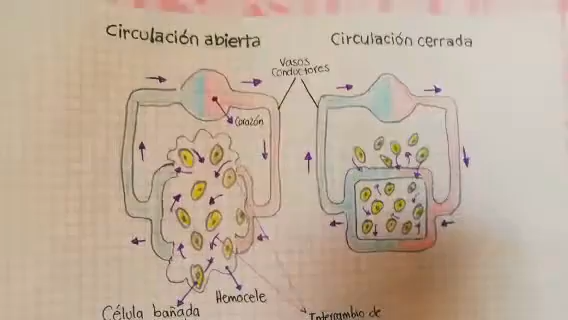 Circulación abierta
Circulación cerrada
Vasos
Conductores
Corazón
Hemocele
Célula bañada
Intercambio de